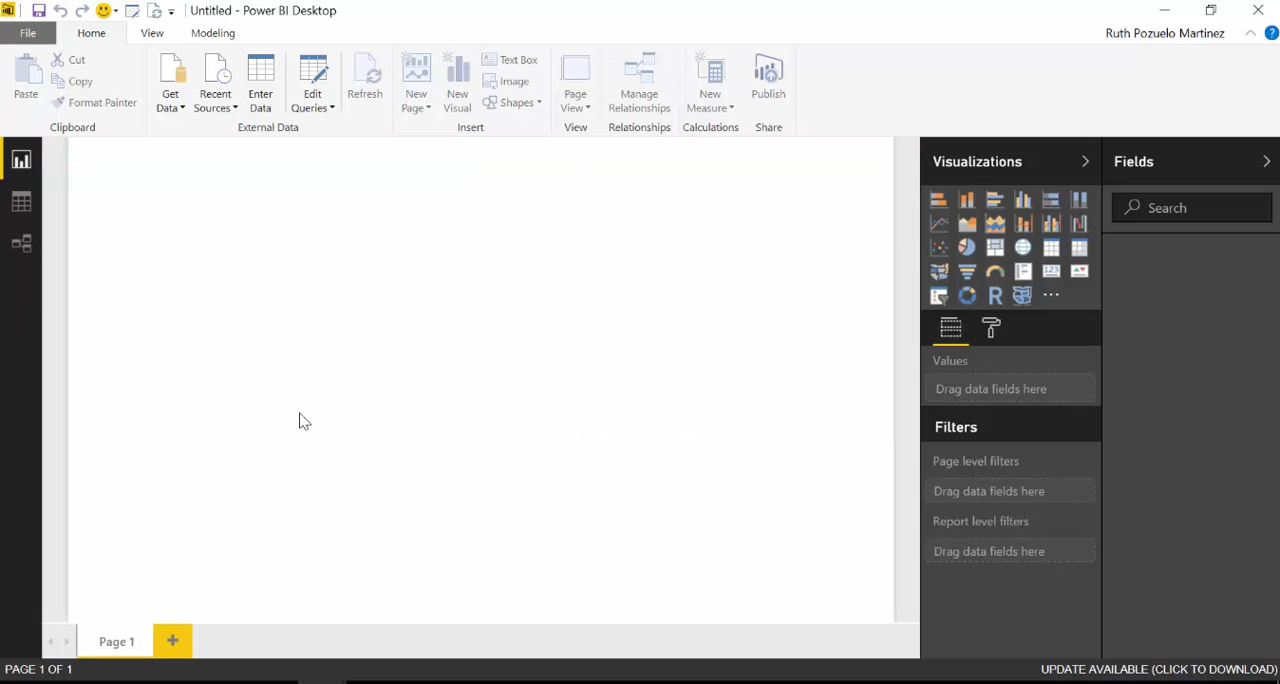 Untitled - Power BI Desktop
File Home View Modeling Ruth Pozuelo Martinez ?
Paste Cut Copy Format Painter
Get Data Recent Sources Enter Data Edit Queries Refresh
New Page New Visual Text Box Image Shapes
Page View Manage Relationships New Measure Publish
Clipboard External Data Insert View Relationships Calculations Share
Visualizations Fields
Search
123
R ...
Values
Drag data fields here
Filters
Page level filters
Drag data fields here
Report level filters
Drag data fields here
Page 1 +
PAGE 1 OF 1 UPDATE AVAILABLE (CLICK TO DOWNLOAD)